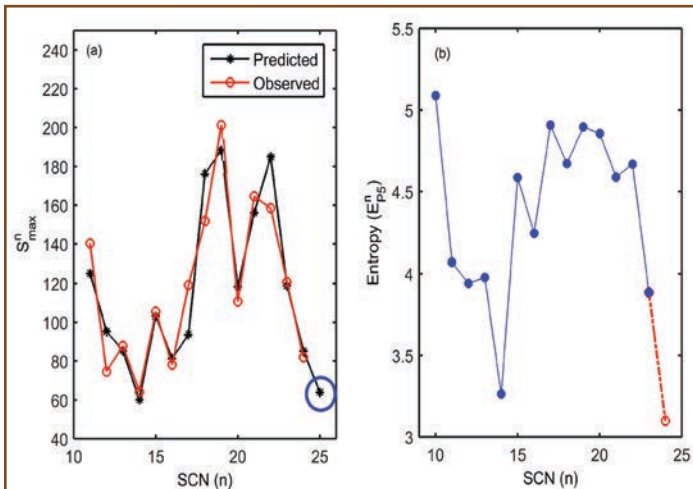 (a)
Predicted
Observed
240
220
200
180
160
140
120
100
80
60
40
S^n_max
10 15 20 25
SCN (n)
(b)
5.5
5
4.5
4
3.5
3
Entropy (E^n_P5)
10 15 20 25
SCN (n)